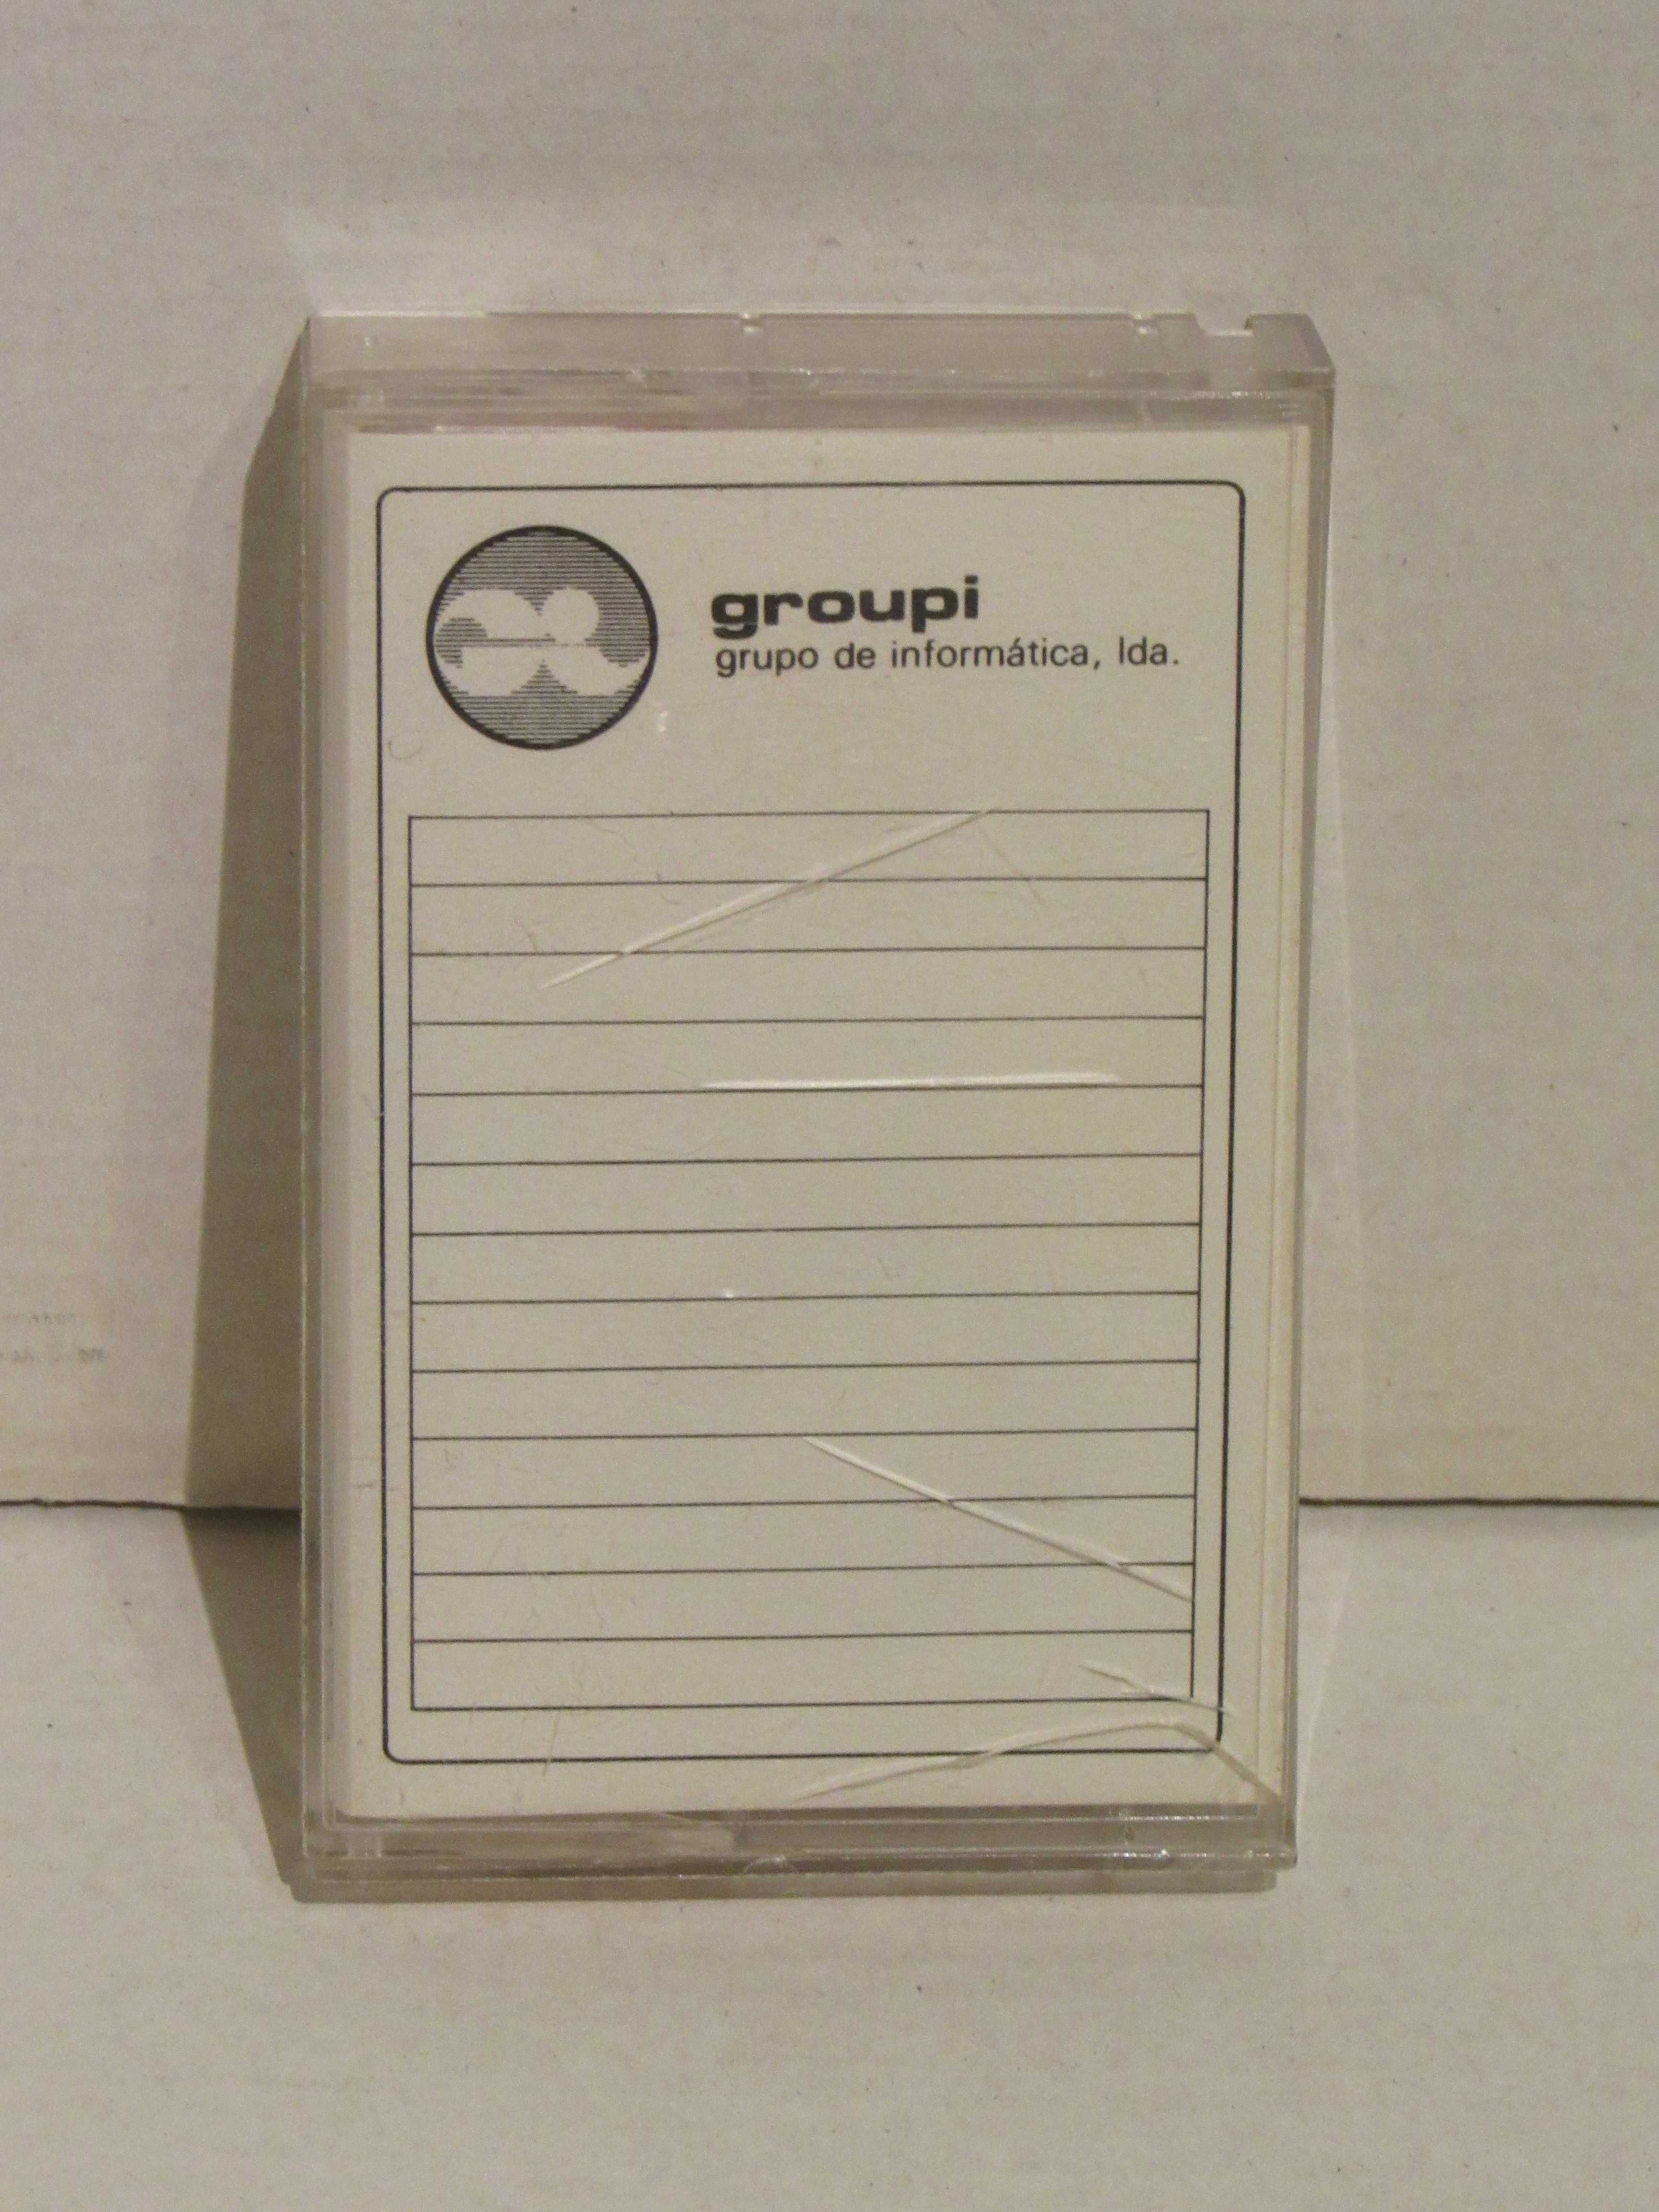 groupi
grupo de informática, lda.